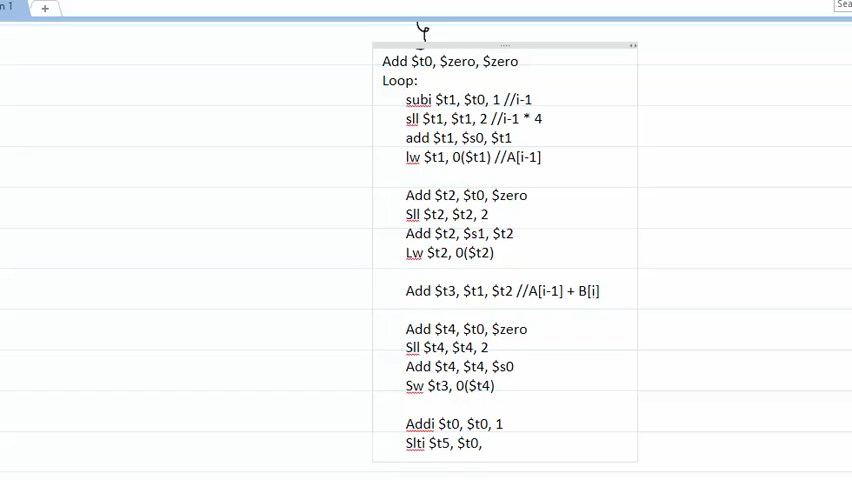 n 1
+
Sea
Add $t0, $zero, $zero
Loop:
subi $t1, $t0, 1 //i-1
sll $t1, $t1, 2 //i-1 * 4
add $t1, $s0, $t1
lw $t1, 0($t1) //A[i-1]
Add $t2, $t0, $zero
Sll $t2, $t2, 2
Add $t2, $s1, $t2
Lw $t2, 0($t2)
Add $t3, $t1, $t2 //A[i-1] + B[i]
Add $t4, $t0, $zero
Sll $t4, $t4, 2
Add $t4, $t4, $s0
Sw $t3, 0($t4)
Addi $t0, $t0, 1
Slti $t5, $t0,